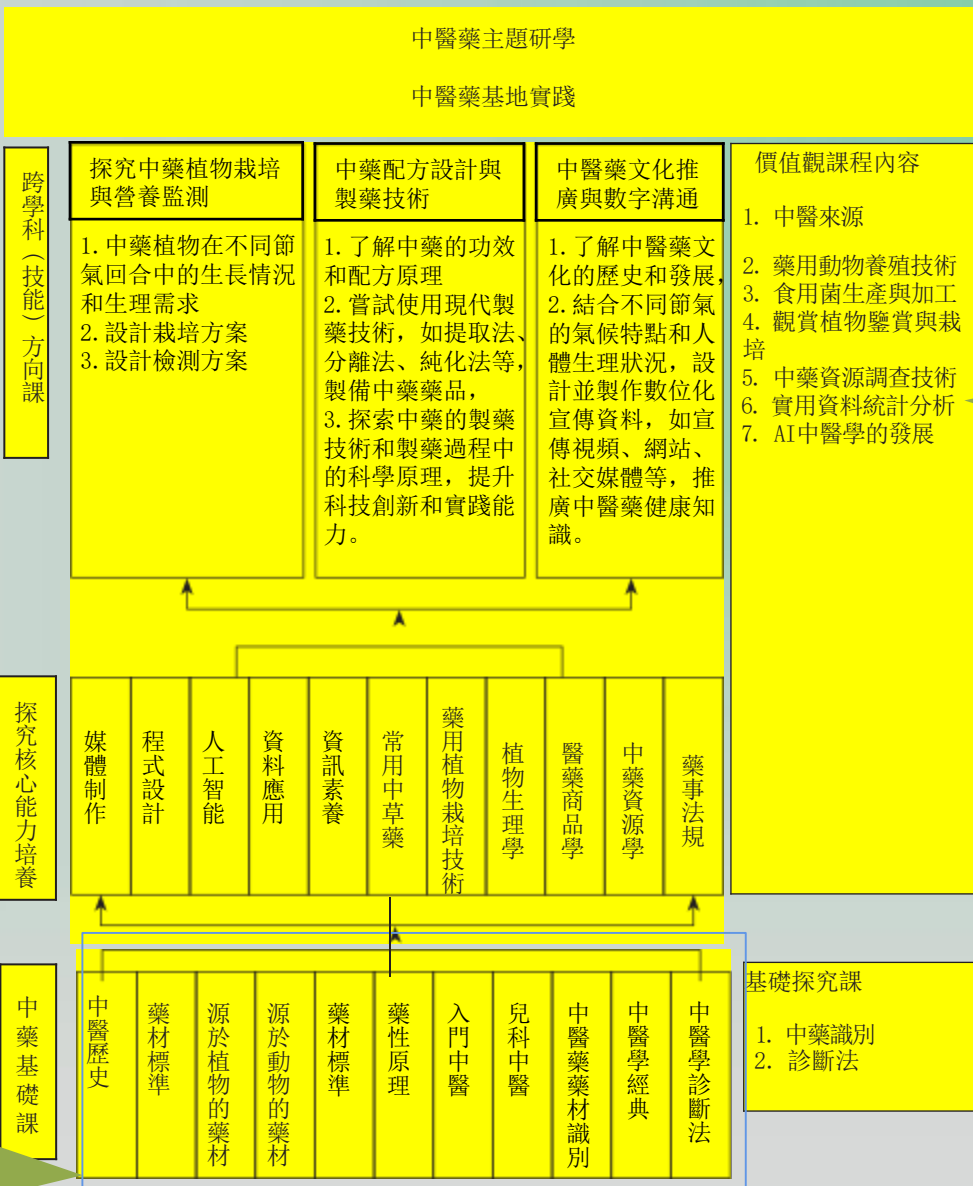 中醫藥主題研學
中醫藥基地實踐
跨學科（技能）方向課
探究中藥植物栽培
與營養監測
1.中藥植物在不同節
氣回合中的生長情況
和生理需求
2.設計栽培方案
3.設計檢測方案
中藥配方設計與
製藥技術
1.了解中藥的功效
和配方原理
2.嘗試使用現代製
藥技術，如提取法、
分離法、純化法等，
製備中藥藥品，
3.探索中藥的製藥
技術和製藥過程中
的科學原理，提升
科技創新和實踐能
力。
中醫藥文化推
廣與數字溝通
1.了解中醫藥文
化的歷史和發展，
2.結合不同節氣
的氣候特點和人
體生理狀況，設
計並製作數位化
宣傳資料，如宣
傳視頻、網站、
社交媒體等，推
廣中醫藥健康知
識。
價值觀課程內容
1. 中醫來源
2. 藥用動物養殖技術
3. 食用菌生產與加工
4. 觀賞植物鑒賞與栽
培
5. 中藥資源調查技術
6. 實用資料統計分析
7. AI中醫學的發展
探究核心能力培養
媒體制作
程式設計
人工智能
資料應用
資訊素養
常用中草藥
藥用植物栽培技術
植物生理學
醫藥商品學
中藥資源學
藥事法規
中藥基礎課
中醫歷史
藥材標準
源於植物的藥材
源於動物的藥材
藥材標準
藥性原理
入門中醫
兒科中醫
中醫藥藥材識別
中醫學經典
中醫學診斷法
基礎探究課
1. 中藥識別
2. 診斷法